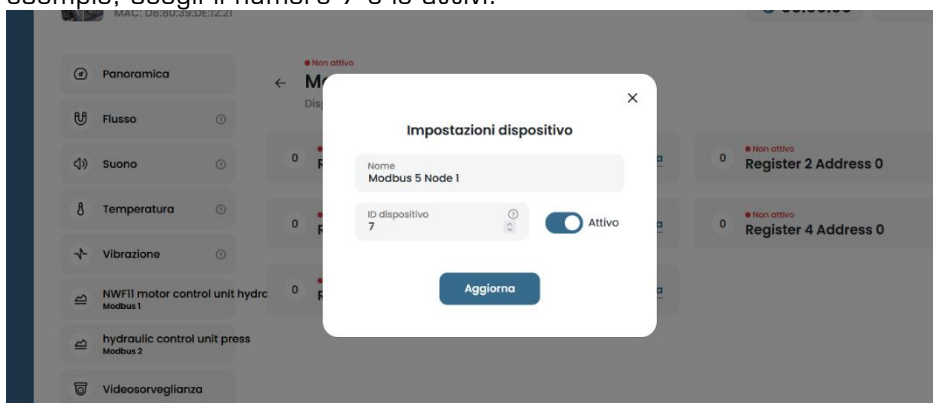 esempio, scegli il numero 7 e lo attivi.
MAC: D8:80:39:DE:12:21
Non attivo
Panoramica
Impostazioni dispositivo
Flusso
Nome
Modbus 5 Node 1
Suono
0
0
Non attivo
Register 2 Address 0
ID dispositivo
7
Attivo
Temperatura
0
0
Non attivo
Register 4 Address 0
Vibrazione
Aggiorna
NWF11 motor control unit hydrc
Modbus 1
0
hydraulic control unit press
Modbus 2
Videosorveglianza